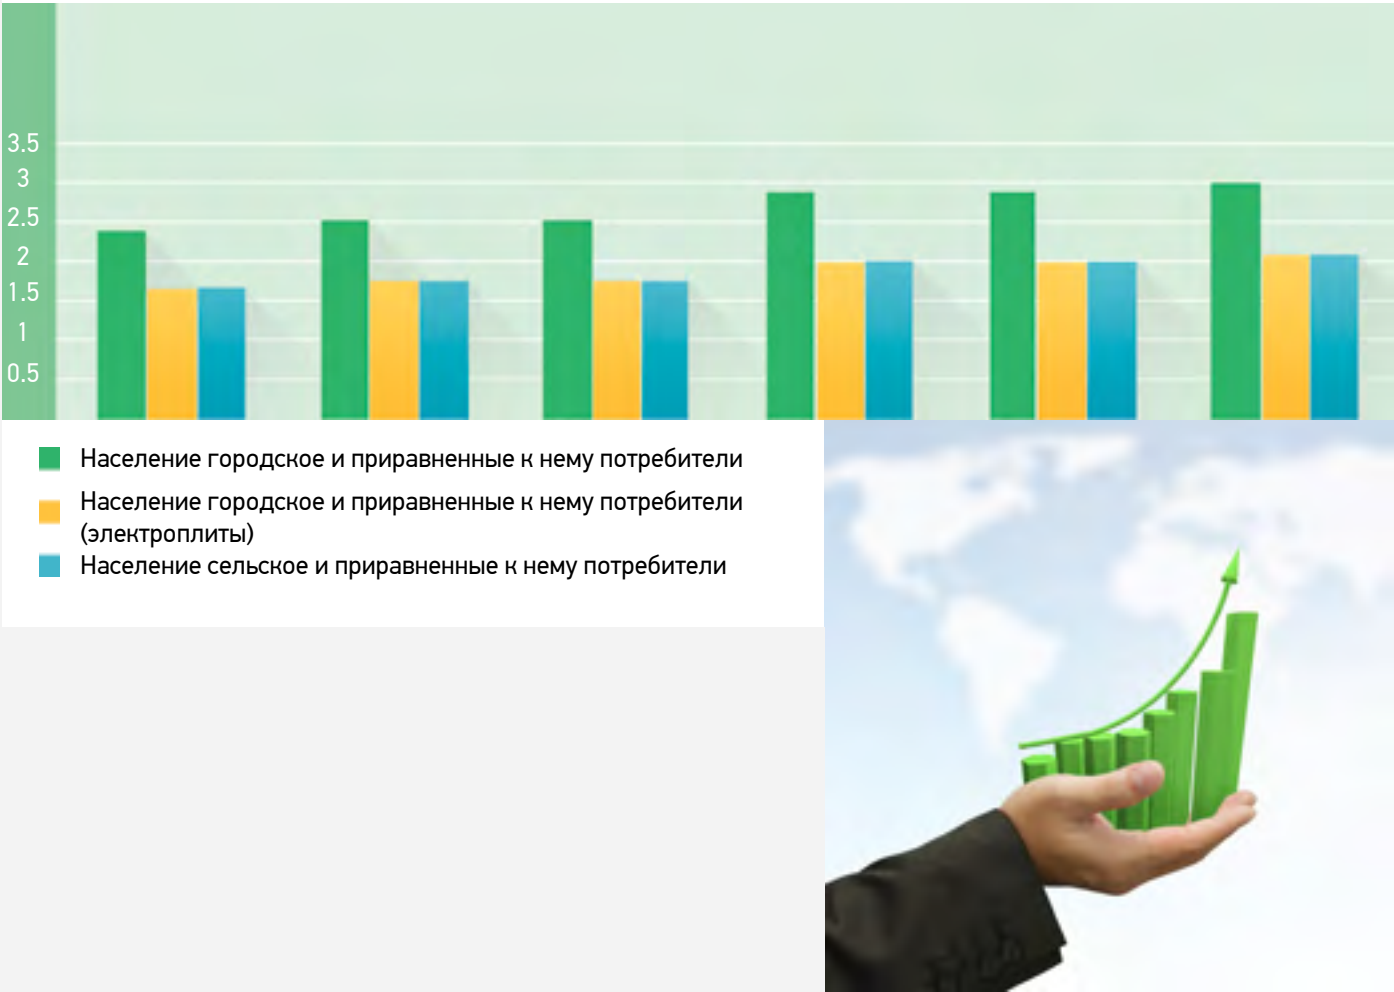 3.5
3
2.5
2
1.5
1
0.5
Население городское и приравненные к нему потребители
Население городское и приравненные к нему потребители
(электроплиты)
Население сельское и приравненные к нему потребители